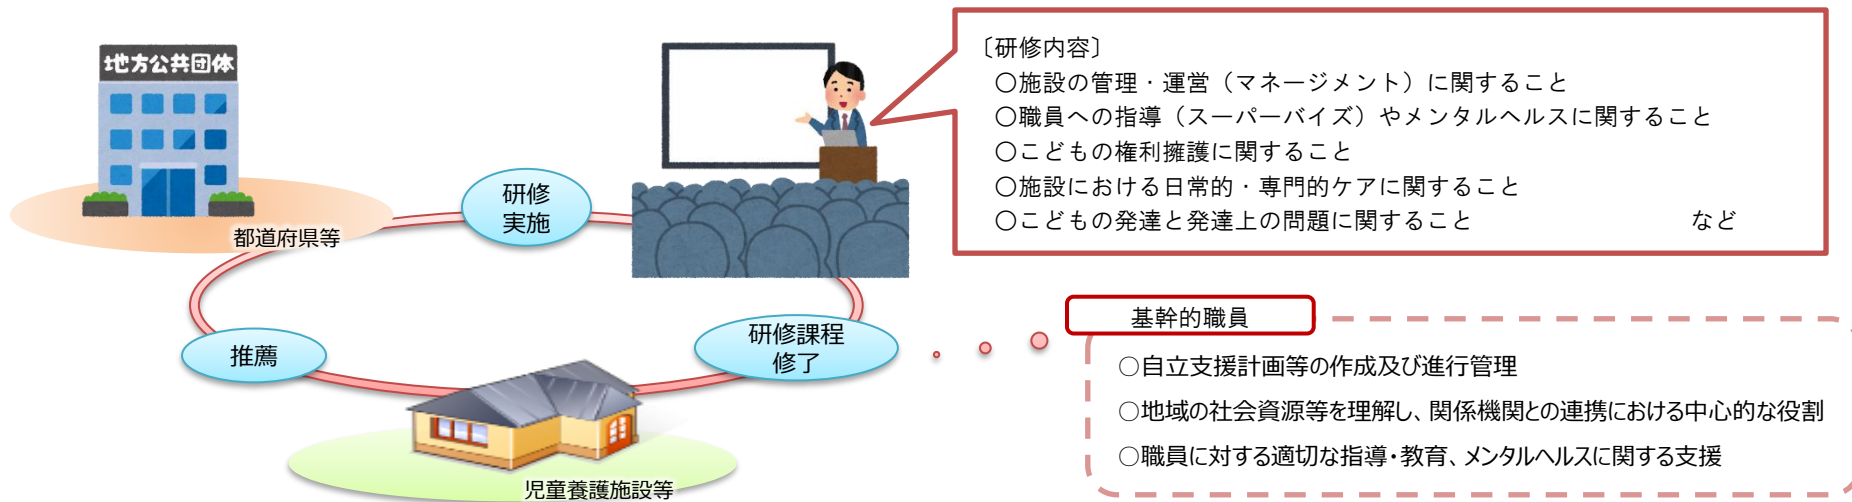 地方公共団体
都道府県等
研修
実施
〔研修内容〕
〇施設の管理・運営（マネージメント）に関すること
〇職員への指導（スーパーバイズ）やメンタルヘルスに関すること
〇こどもの権利擁護に関すること
〇施設における日常的・専門的ケアに関すること
〇こどもの発達と発達上の問題に関すること　など
推薦
研修課程
修了
児童養護施設等
基幹的職員
○自立支援計画等の作成及び進行管理
○地域の社会資源等を理解し、関係機関との連携における中心的な役割
○職員に対する適切な指導・教育、メンタルヘルスに関する支援